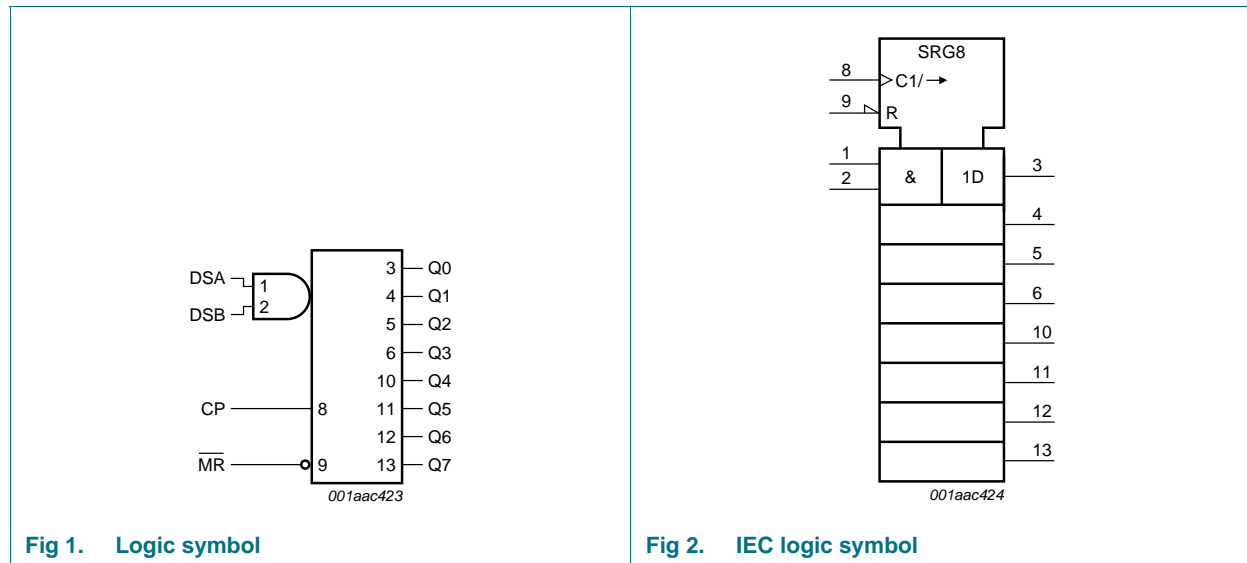 DSA
DSB
1
2
CP
8
MR
9
3 Q0
4 Q1
5 Q2
6 Q3
10 Q4
11 Q5
12 Q6
13 Q7
001aac423
Fig 1. Logic symbol
SRG8
8 C1/→
9 R
1
2
& 1D 3
4
5
6
10
11
12
13
001aac424
Fig 2. IEC logic symbol